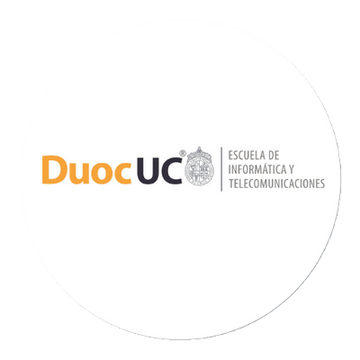 DuocUC®
ESCUELA DE
INFORMÁTICA Y
TELECOMUNICACIONES